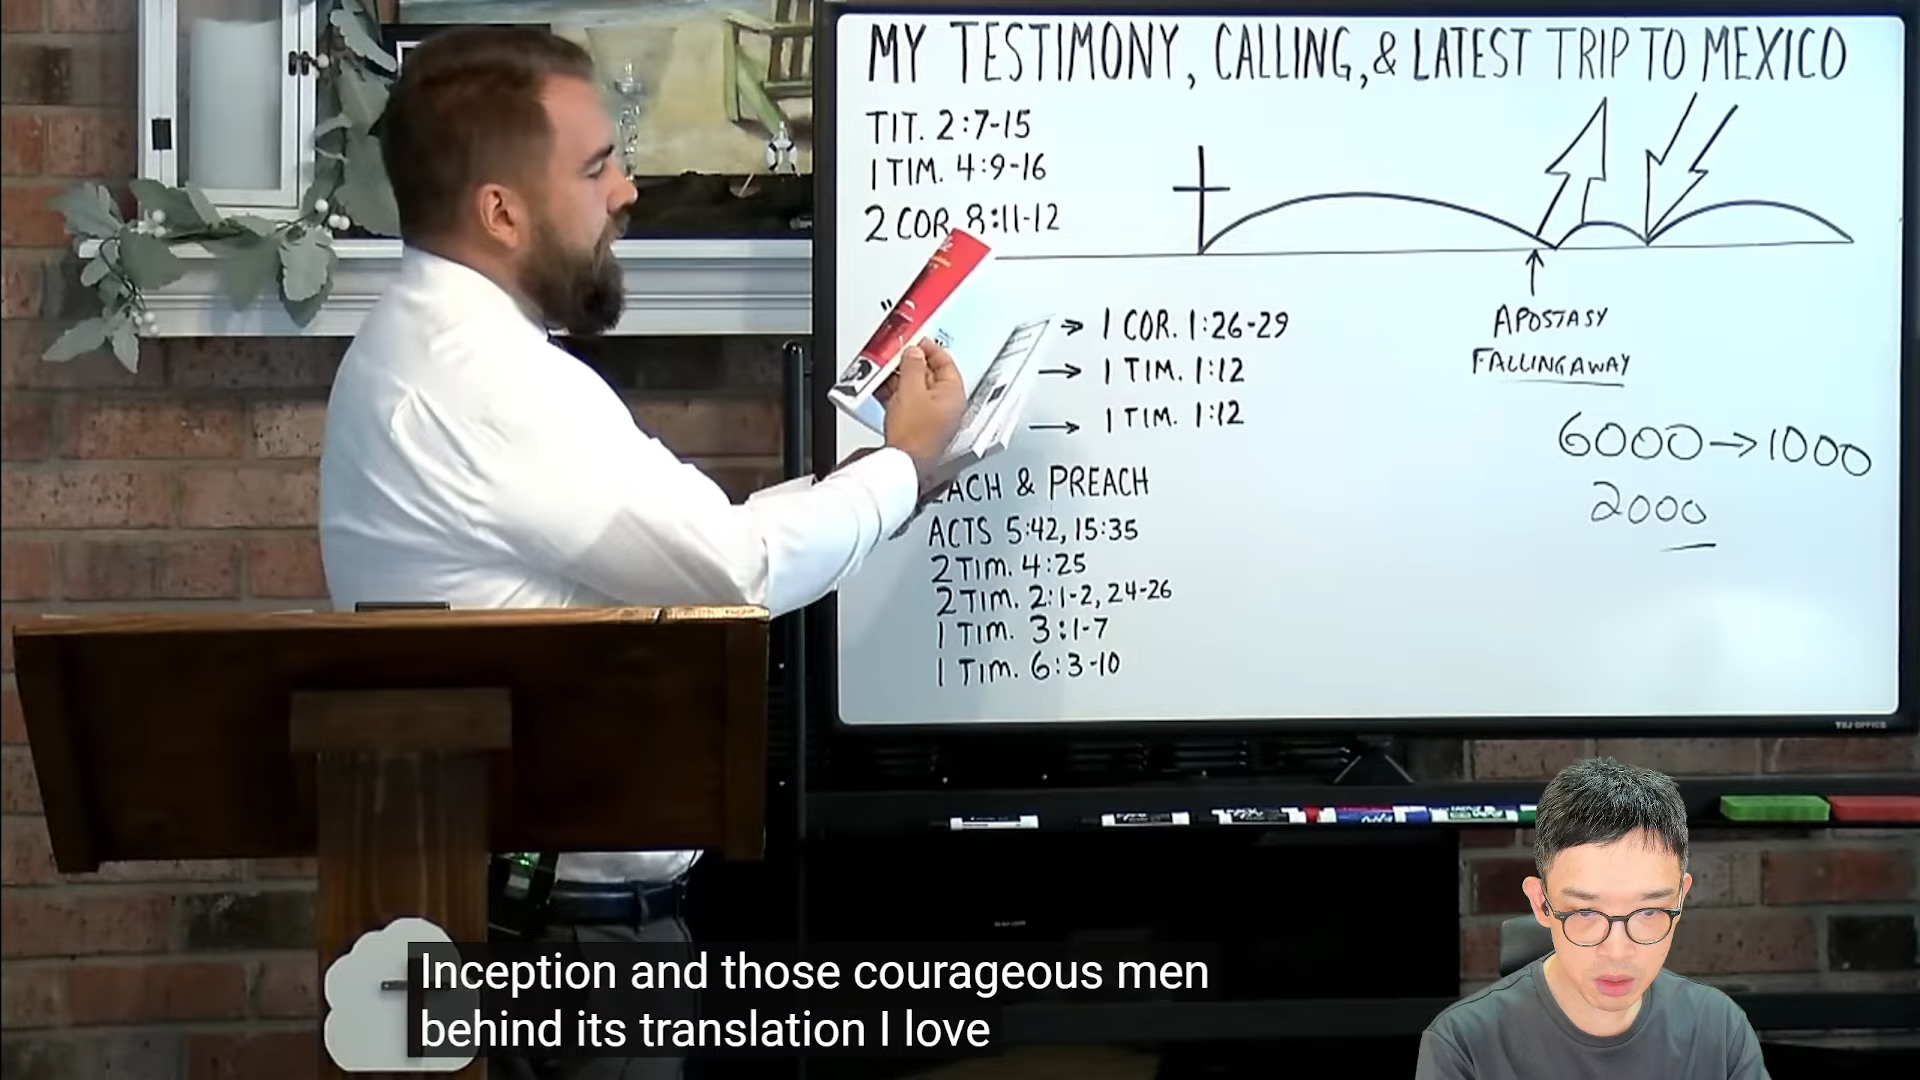 MY TESTIMONY, CALLING, & LATEST TRIP TO MEXICO
TIT. 2:7-15
1 TIM. 4:9-16
2 COR. 8:11-12
"
→ 1 COR. 1:26-29
→ 1 TIM. 1:12
→ 1 TIM. 1:12
EACH & PREACH
ACTS 5:42, 15:35
2 TIM. 4:25
2 TIM. 2:1-2, 24-26
1 TIM. 3:1-7
1 TIM. 6:3-10
APOSTASY
FALLING AWAY
6000→1000
2000
Inception and those courageous men
behind its translation I love